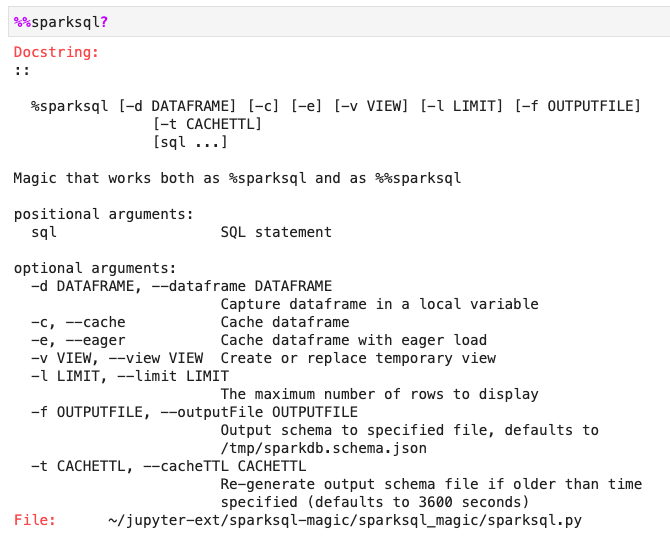 %%sparksql?
Docstring:
::
%sparksql [-d DATAFRAME] [-c] [-e] [-v VIEW] [-l LIMIT] [-f OUTPUTFILE]
[-t CACHETTL]
[sql ...]
Magic that works both as %sparksql and as %%sparksql
positional arguments:
sql                   SQL statement
optional arguments:
-d DATAFRAME, --dataframe DATAFRAME
Capture dataframe in a local variable
-c, --cache           Cache dataframe
-e, --eager           Cache dataframe with eager load
-v VIEW, --view VIEW  Create or replace temporary view
-l LIMIT, --limit LIMIT
The maximum number of rows to display
-f OUTPUTFILE, --outputFile OUTPUTFILE
Output schema to specified file, defaults to
/tmp/sparkdb.schema.json
-t CACHETTL, --cacheTTL CACHETTL
Re-generate output schema file if older than time
specified (defaults to 3600 seconds)
File:      ~/jupyter-ext/sparksql-magic/sparksql_magic/sparksql.py